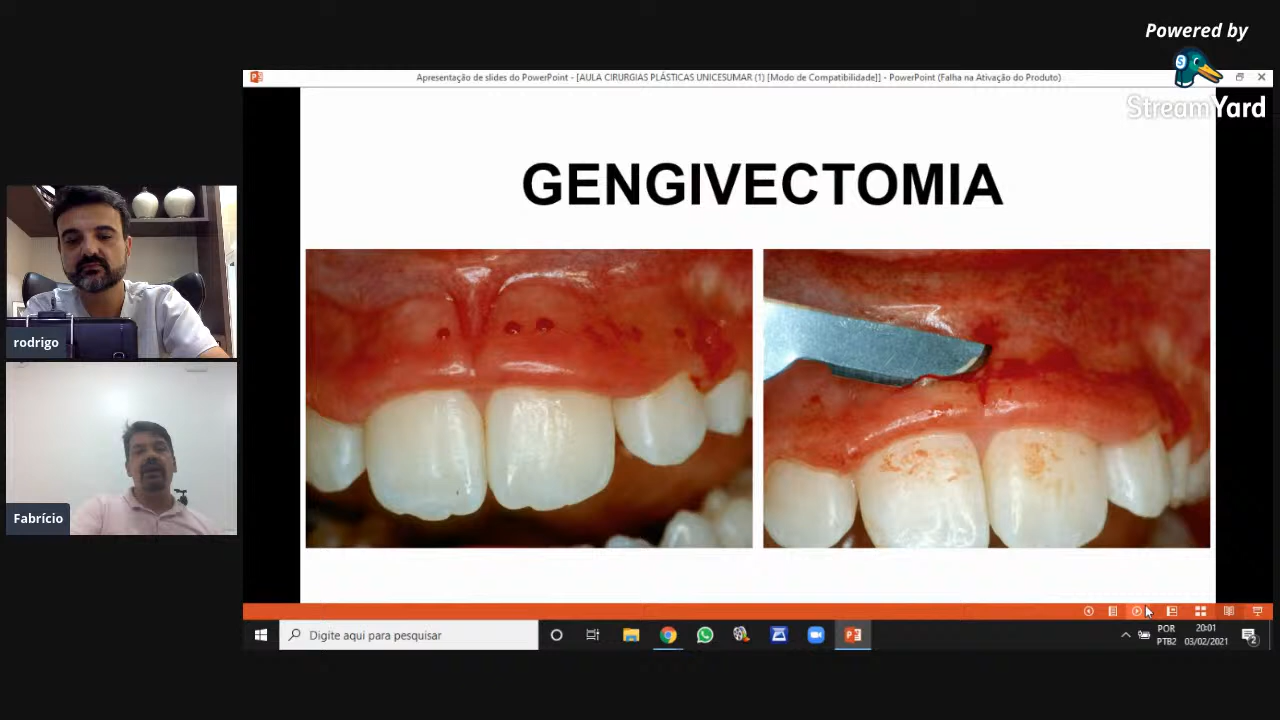 Powered by
StreamYard
Apresentação de slides do PowerPoint - [AULA CIRURGIAS PLÁSTICAS UNICESUMAR (1) [Modo de Compatibilidade]] - PowerPoint (Falha na Ativação do Produto)
GENGIVECTOMIA
rodrigo
Fabrício
Digite aqui para pesquisar
POR
PTB2
20:01
03/02/2021
2